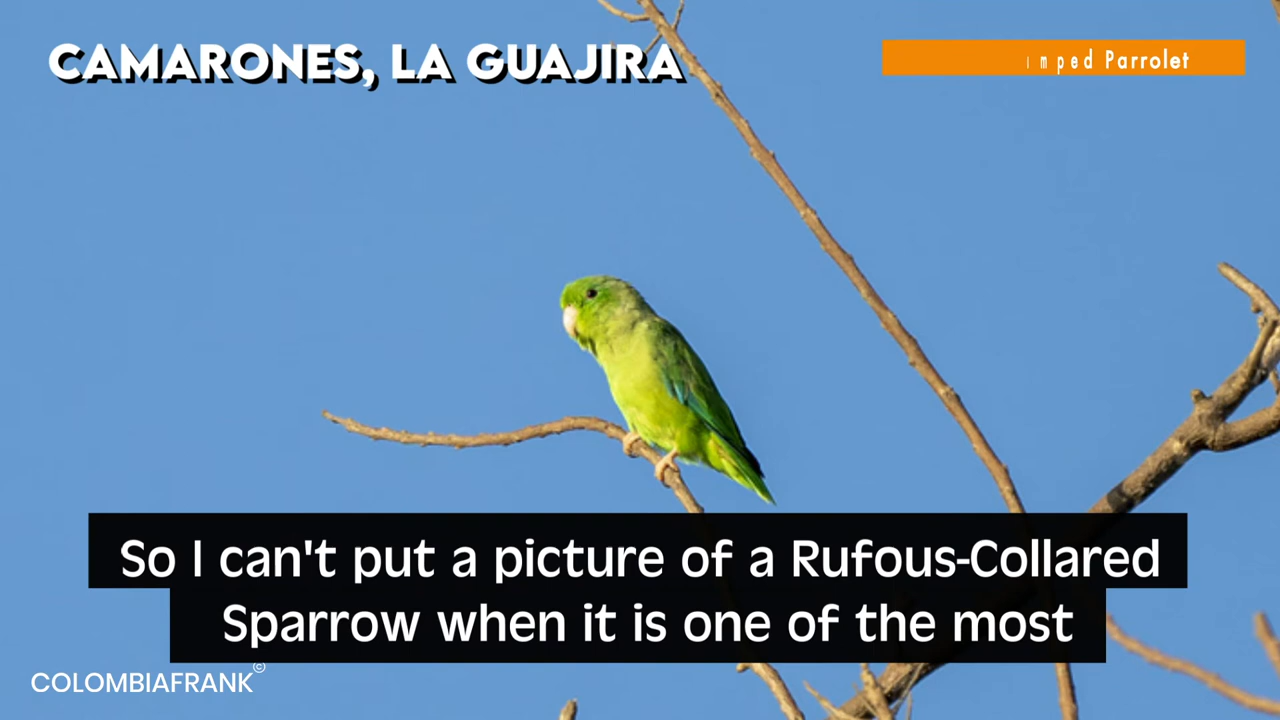 CAMARONES, LA GUAJIRA
mped Parrolet
So I can't put a picture of a Rufous-Collared
Sparrow when it is one of the most
COLOMBIAFRANK©